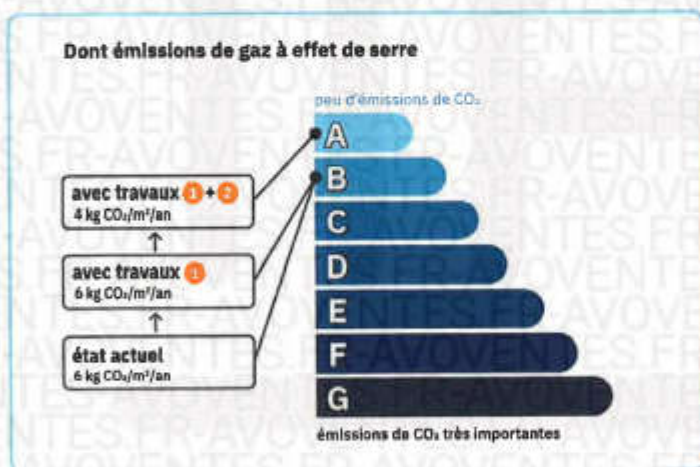 Dont émissions de gaz à effet de serre
peu d'émissions de CO₂
A
B
C
D
E
F
G
émissions de CO₂ très importantes
avec travaux 1 + 2
4 kg CO₂/m²/an
avec travaux 1
6 kg CO₂/m²/an
état actuel
6 kg CO₂/m²/an
AVOVENTES.FR